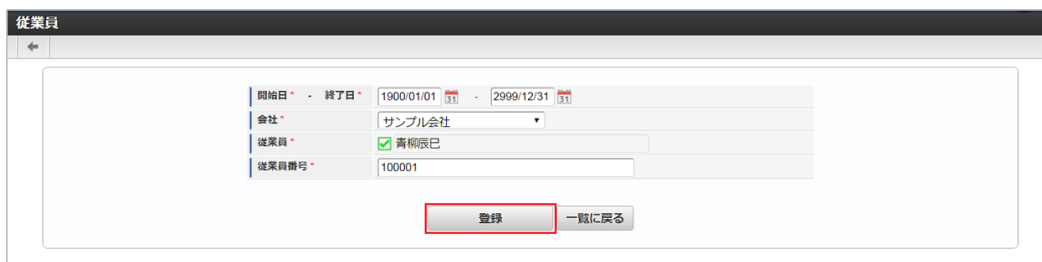 従業員
開始日* - 終了日* 1900/01/01 31 - 2999/12/31 31
会社* サンプル会社
従業員* 青柳辰巳
従業員番号* 100001
登録 一覧に戻る